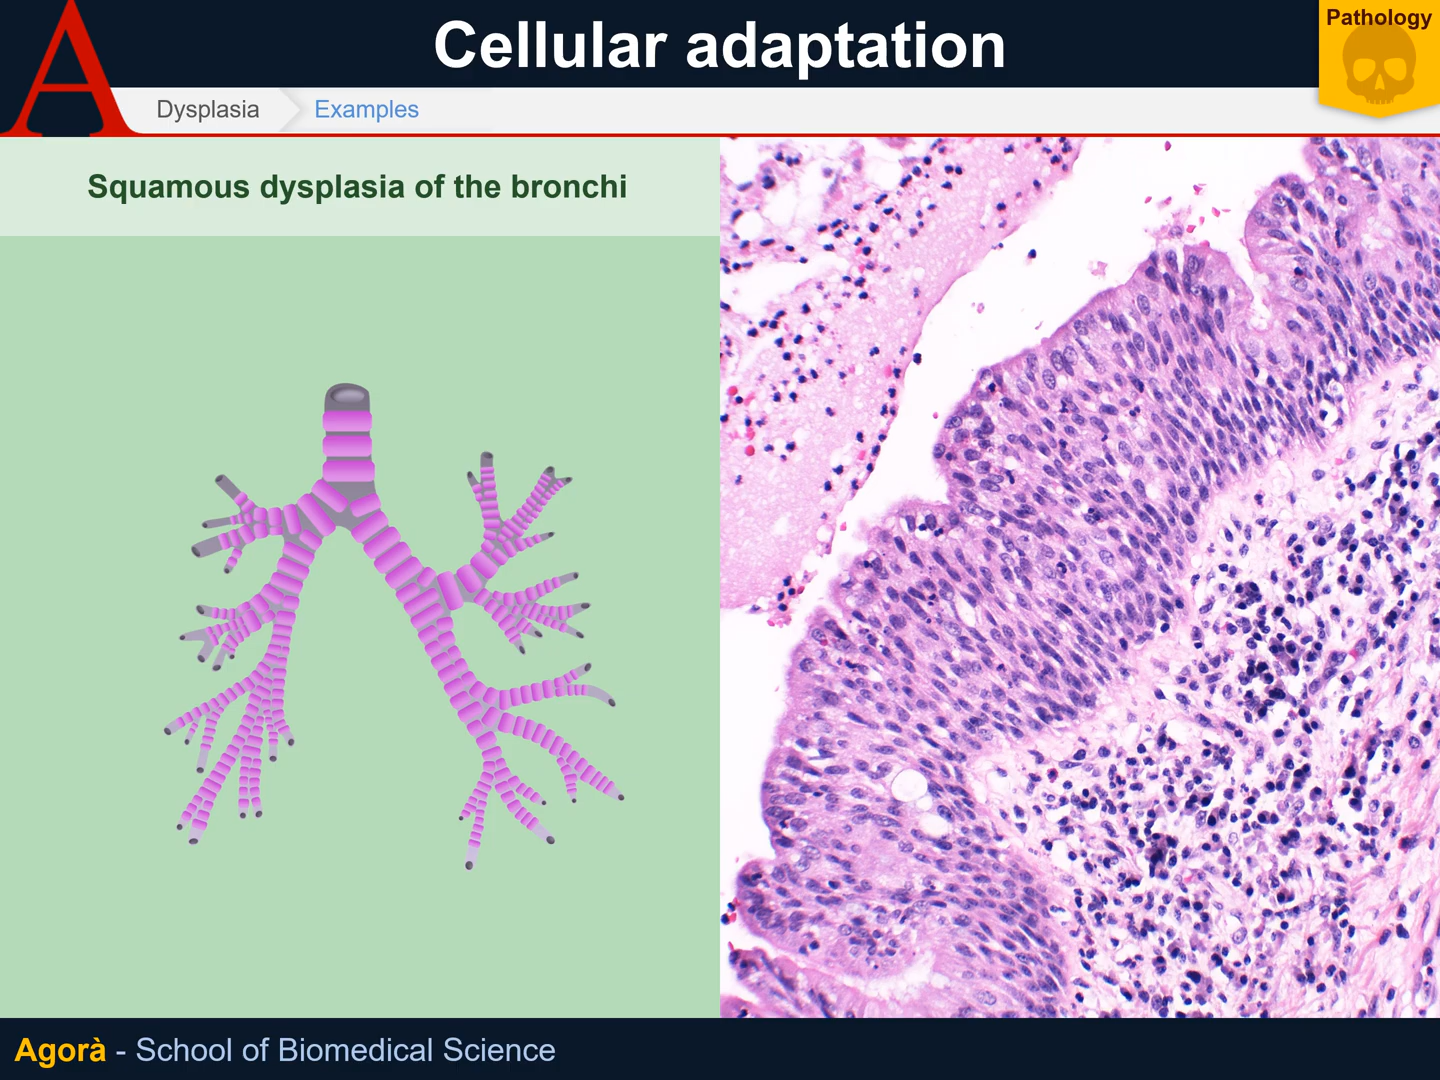 A
Cellular adaptation
Pathology
Dysplasia
Examples
Squamous dysplasia of the bronchi
Agorà - School of Biomedical Science